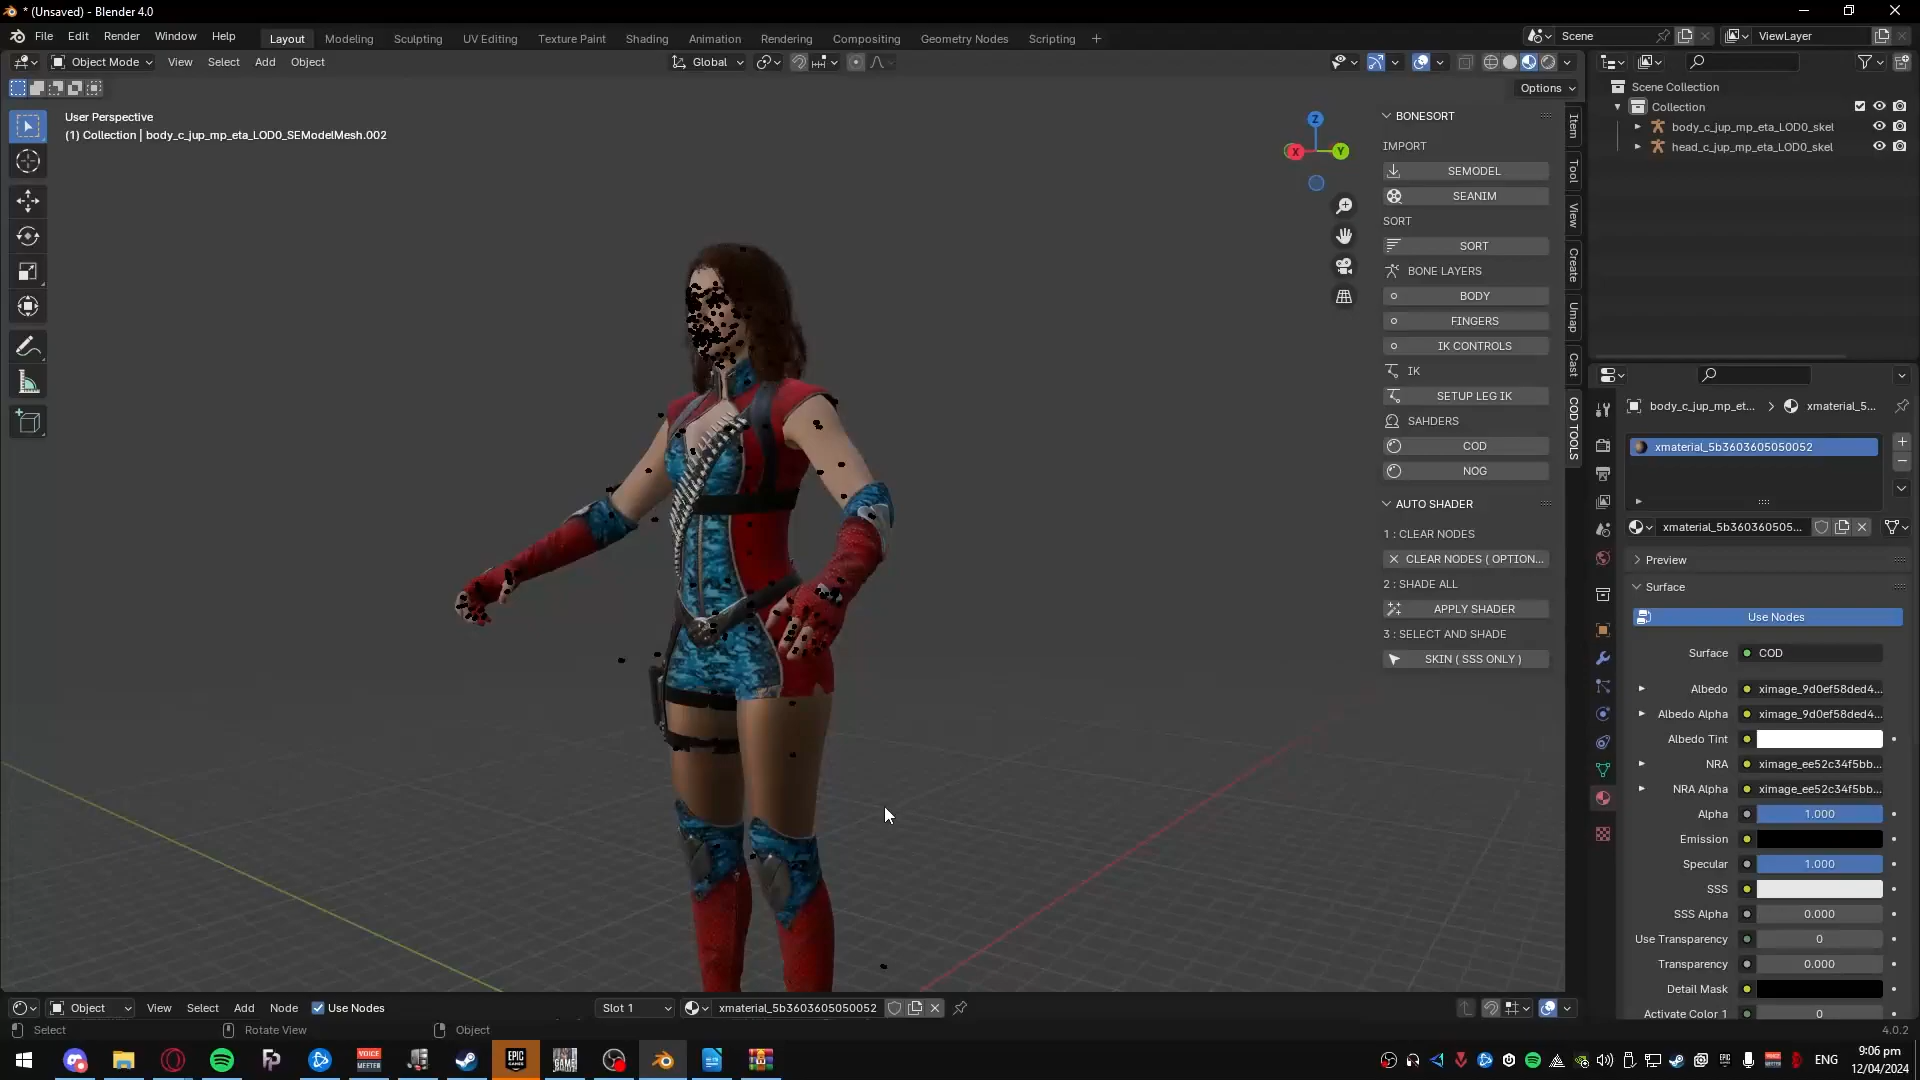 * (Unsaved) - Blender 4.0
File Edit Render Window Help
Layout Modeling Sculpting UV Editing Texture Paint Shading Animation Rendering Compositing Geometry Nodes Scripting +
Scene
ViewLayer
Object Mode View Select Add Object
Global
Options
User Perspective
(1) Collection | body_c_jup_mp_eta_LOD0_SEModelMesh.002
Z
X
Y
BONESORT
IMPORT
SEMODEL
SEANIM
SORT
SORT
BONE LAYERS
BODY
FINGERS
IK CONTROLS
IK
SETUP LEG IK
SAHDERS
COD
NOG
AUTO SHADER
1 : CLEAR NODES
CLEAR NODES ( OPTION...
2 : SHADE ALL
APPLY SHADER
3 : SELECT AND SHADE
SKIN ( SSS ONLY )
Item
Tool
View
Create
Umap
Cast
COD TOOLS
Scene Collection
Collection
body_c_jup_mp_eta_LOD0_skel
head_c_jup_mp_eta_LOD0_skel
body_c_jup_mp_et... xmaterial_5...
xmaterial_5b3603605050052
xmaterial_5b360360505...
Preview
Surface
Use Nodes
Surface COD
Albedo ximage_9d0ef58ded4...
Albedo Alpha ximage_9d0ef58ded4...
Albedo Tint
NRA ximage_ee52c34f5bb...
NRA Alpha ximage_ee52c34f5bb...
Alpha 1.000
Emission
Specular 1.000
SSS
SSS Alpha 0.000
Use Transparency 0
Transparency 0.000
Detail Mask
Activate Color 1 0
Object View Select Add Node Use Nodes
Slot 1
xmaterial_5b3603605050052
Select Rotate View Object
4.0.2
VOICE
MEETER
EPIC
GAMES
ENG
9:06 pm
12/04/2024